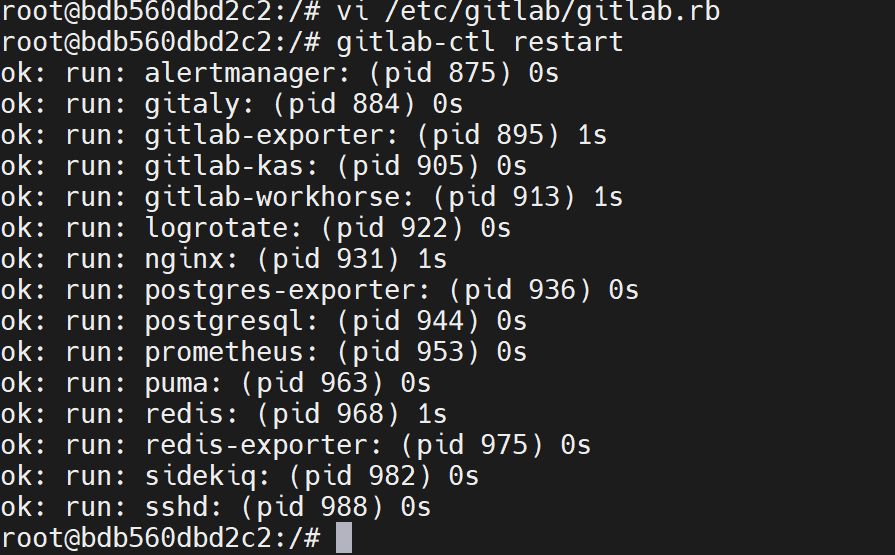 root@bdb560dbd2c2:/# vi /etc/gitlab/gitlab.rb
root@bdb560dbd2c2:/# gitlab-ctl restart
ok: run: alertmanager: (pid 875) 0s
ok: run: gitaly: (pid 884) 0s
ok: run: gitlab-exporter: (pid 895) 1s
ok: run: gitlab-kas: (pid 905) 0s
ok: run: gitlab-workhorse: (pid 913) 1s
ok: run: logrotate: (pid 922) 0s
ok: run: nginx: (pid 931) 1s
ok: run: postgres-exporter: (pid 936) 0s
ok: run: postgresql: (pid 944) 0s
ok: run: prometheus: (pid 953) 0s
ok: run: puma: (pid 963) 0s
ok: run: redis: (pid 968) 1s
ok: run: redis-exporter: (pid 975) 0s
ok: run: sidekiq: (pid 982) 0s
ok: run: sshd: (pid 988) 0s
root@bdb560dbd2c2:/#